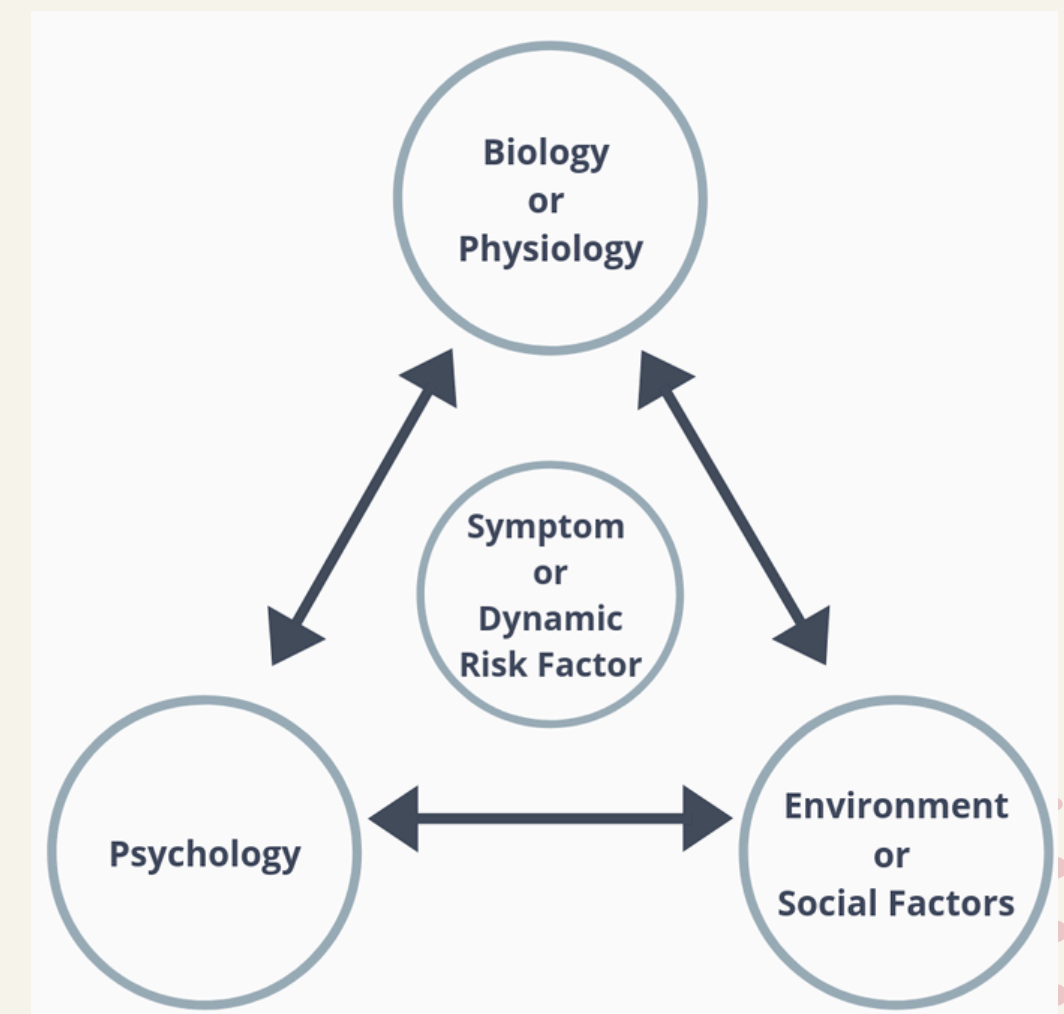 Biology
or
Physiology
Symptom
or
Dynamic
Risk Factor
Psychology
Environment
or
Social Factors